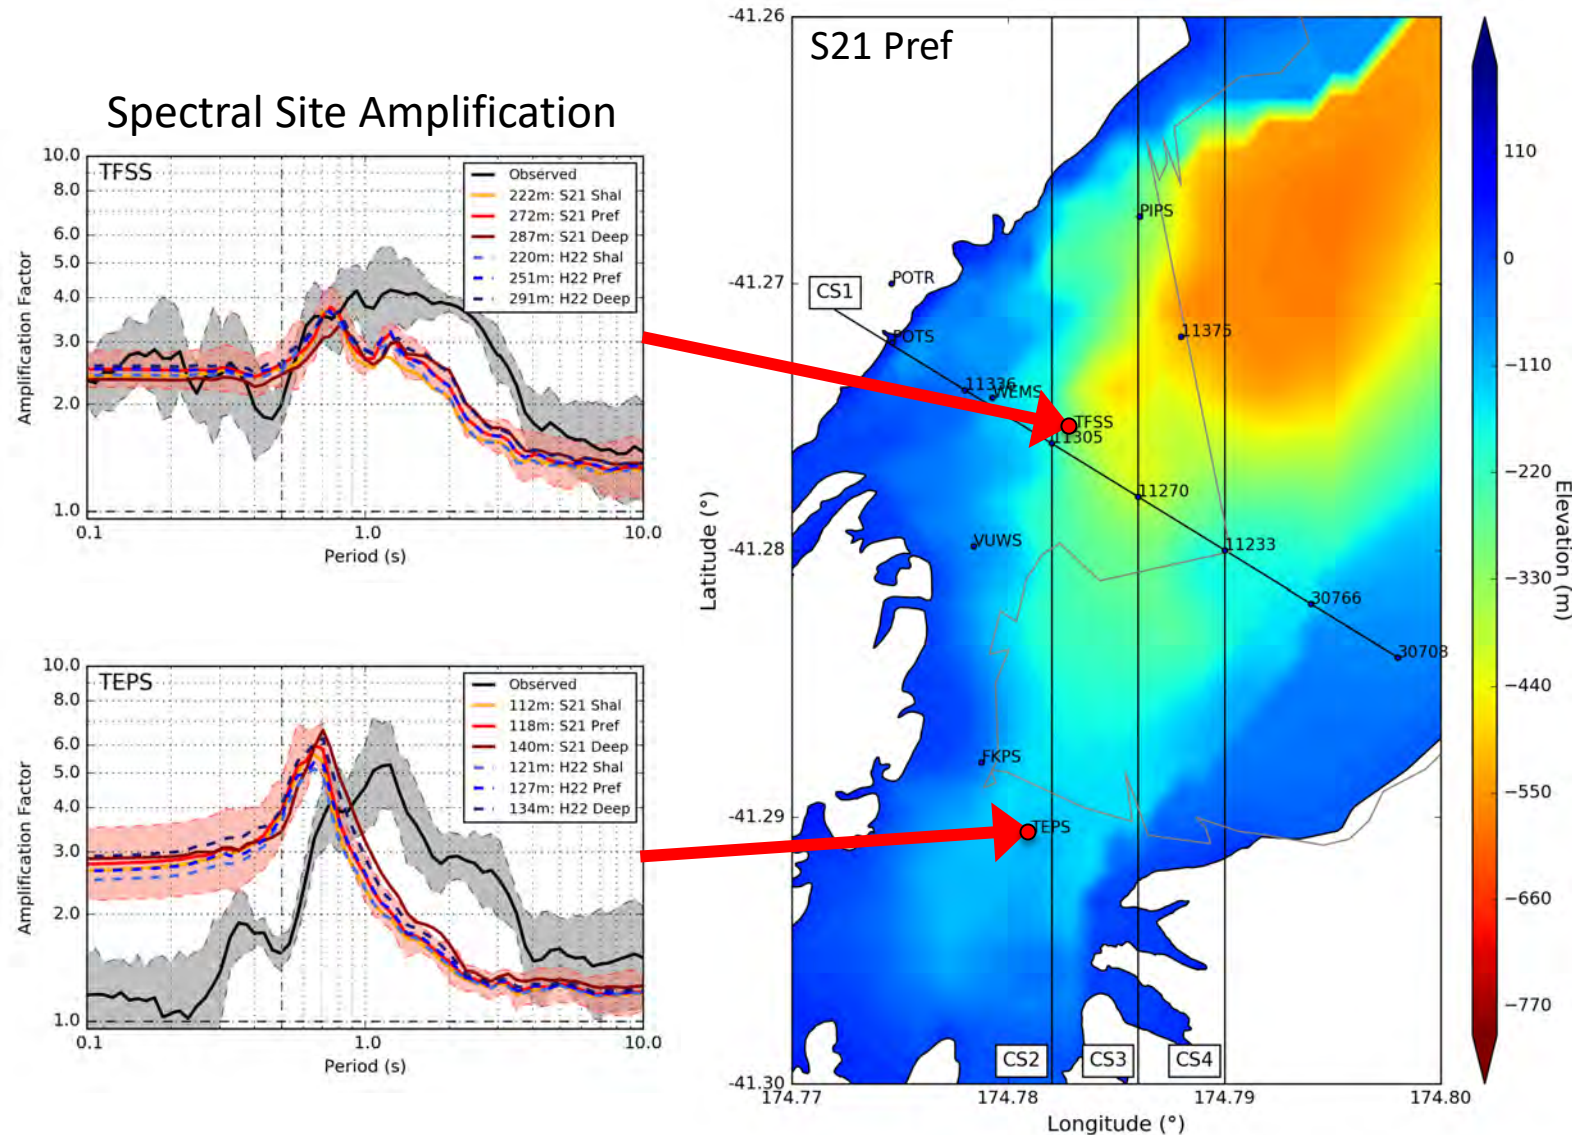 Spectral Site Amplification
TFSS
10.0
8.0
6.0
5.0
4.0
3.0
2.0
1.0
Amplification Factor
Observed
222m: S21 Shal
272m: S21 Pref
287m: S21 Deep
220m: H22 Shal
251m: H22 Pref
291m: H22 Deep
0.1
1.0
10.0
Period (s)
TEPS
10.0
8.0
6.0
5.0
4.0
3.0
2.0
1.0
Amplification Factor
Observed
112m: S21 Shal
118m: S21 Pref
140m: S21 Deep
121m: H22 Shal
127m: H22 Pref
134m: H22 Deep
0.1
1.0
10.0
Period (s)
S21 Pref
-41.26
-41.27
-41.28
-41.29
-41.30
Latitude (°)
PIPS
POTR
CS1
POTS
11375
11336
WEMS
TFSS
11305
11270
VUWS
11233
30766
30703
FKPS
TEPS
CS2
CS3
CS4
174.77
174.78
174.79
174.80
Longitude (°)
110
0
−110
−220
−330
−440
−550
−660
−770
Elevation (m)